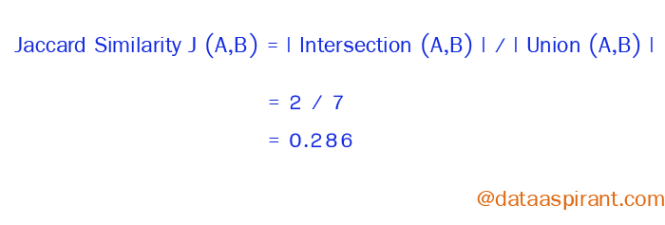 Jaccard Similarity J (A,B) = | Intersection (A,B) | / | Union (A,B) |
= 2 / 7
= 0.286
@dataaspirant.com